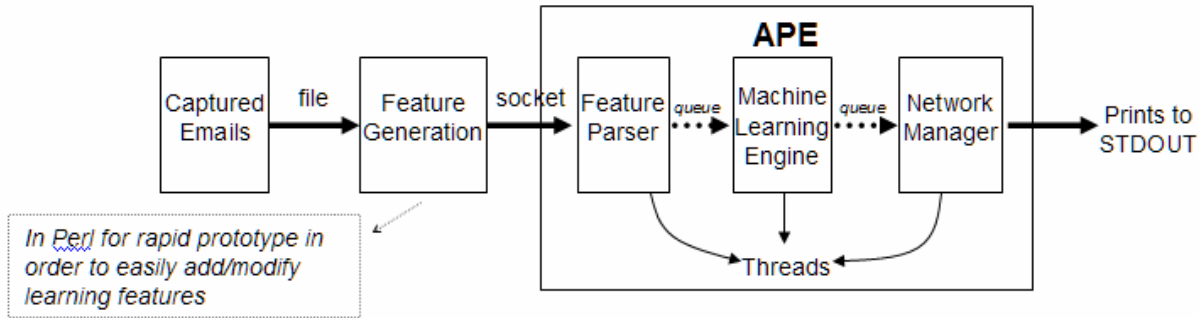 APE
Captured
Emails
file
Feature
Generation
socket
Feature
Parser
queue
Machine
Learning
Engine
queue
Network
Manager
Prints to
STDOUT
Threads
In Perl for rapid prototype in
order to easily add/modify
learning features